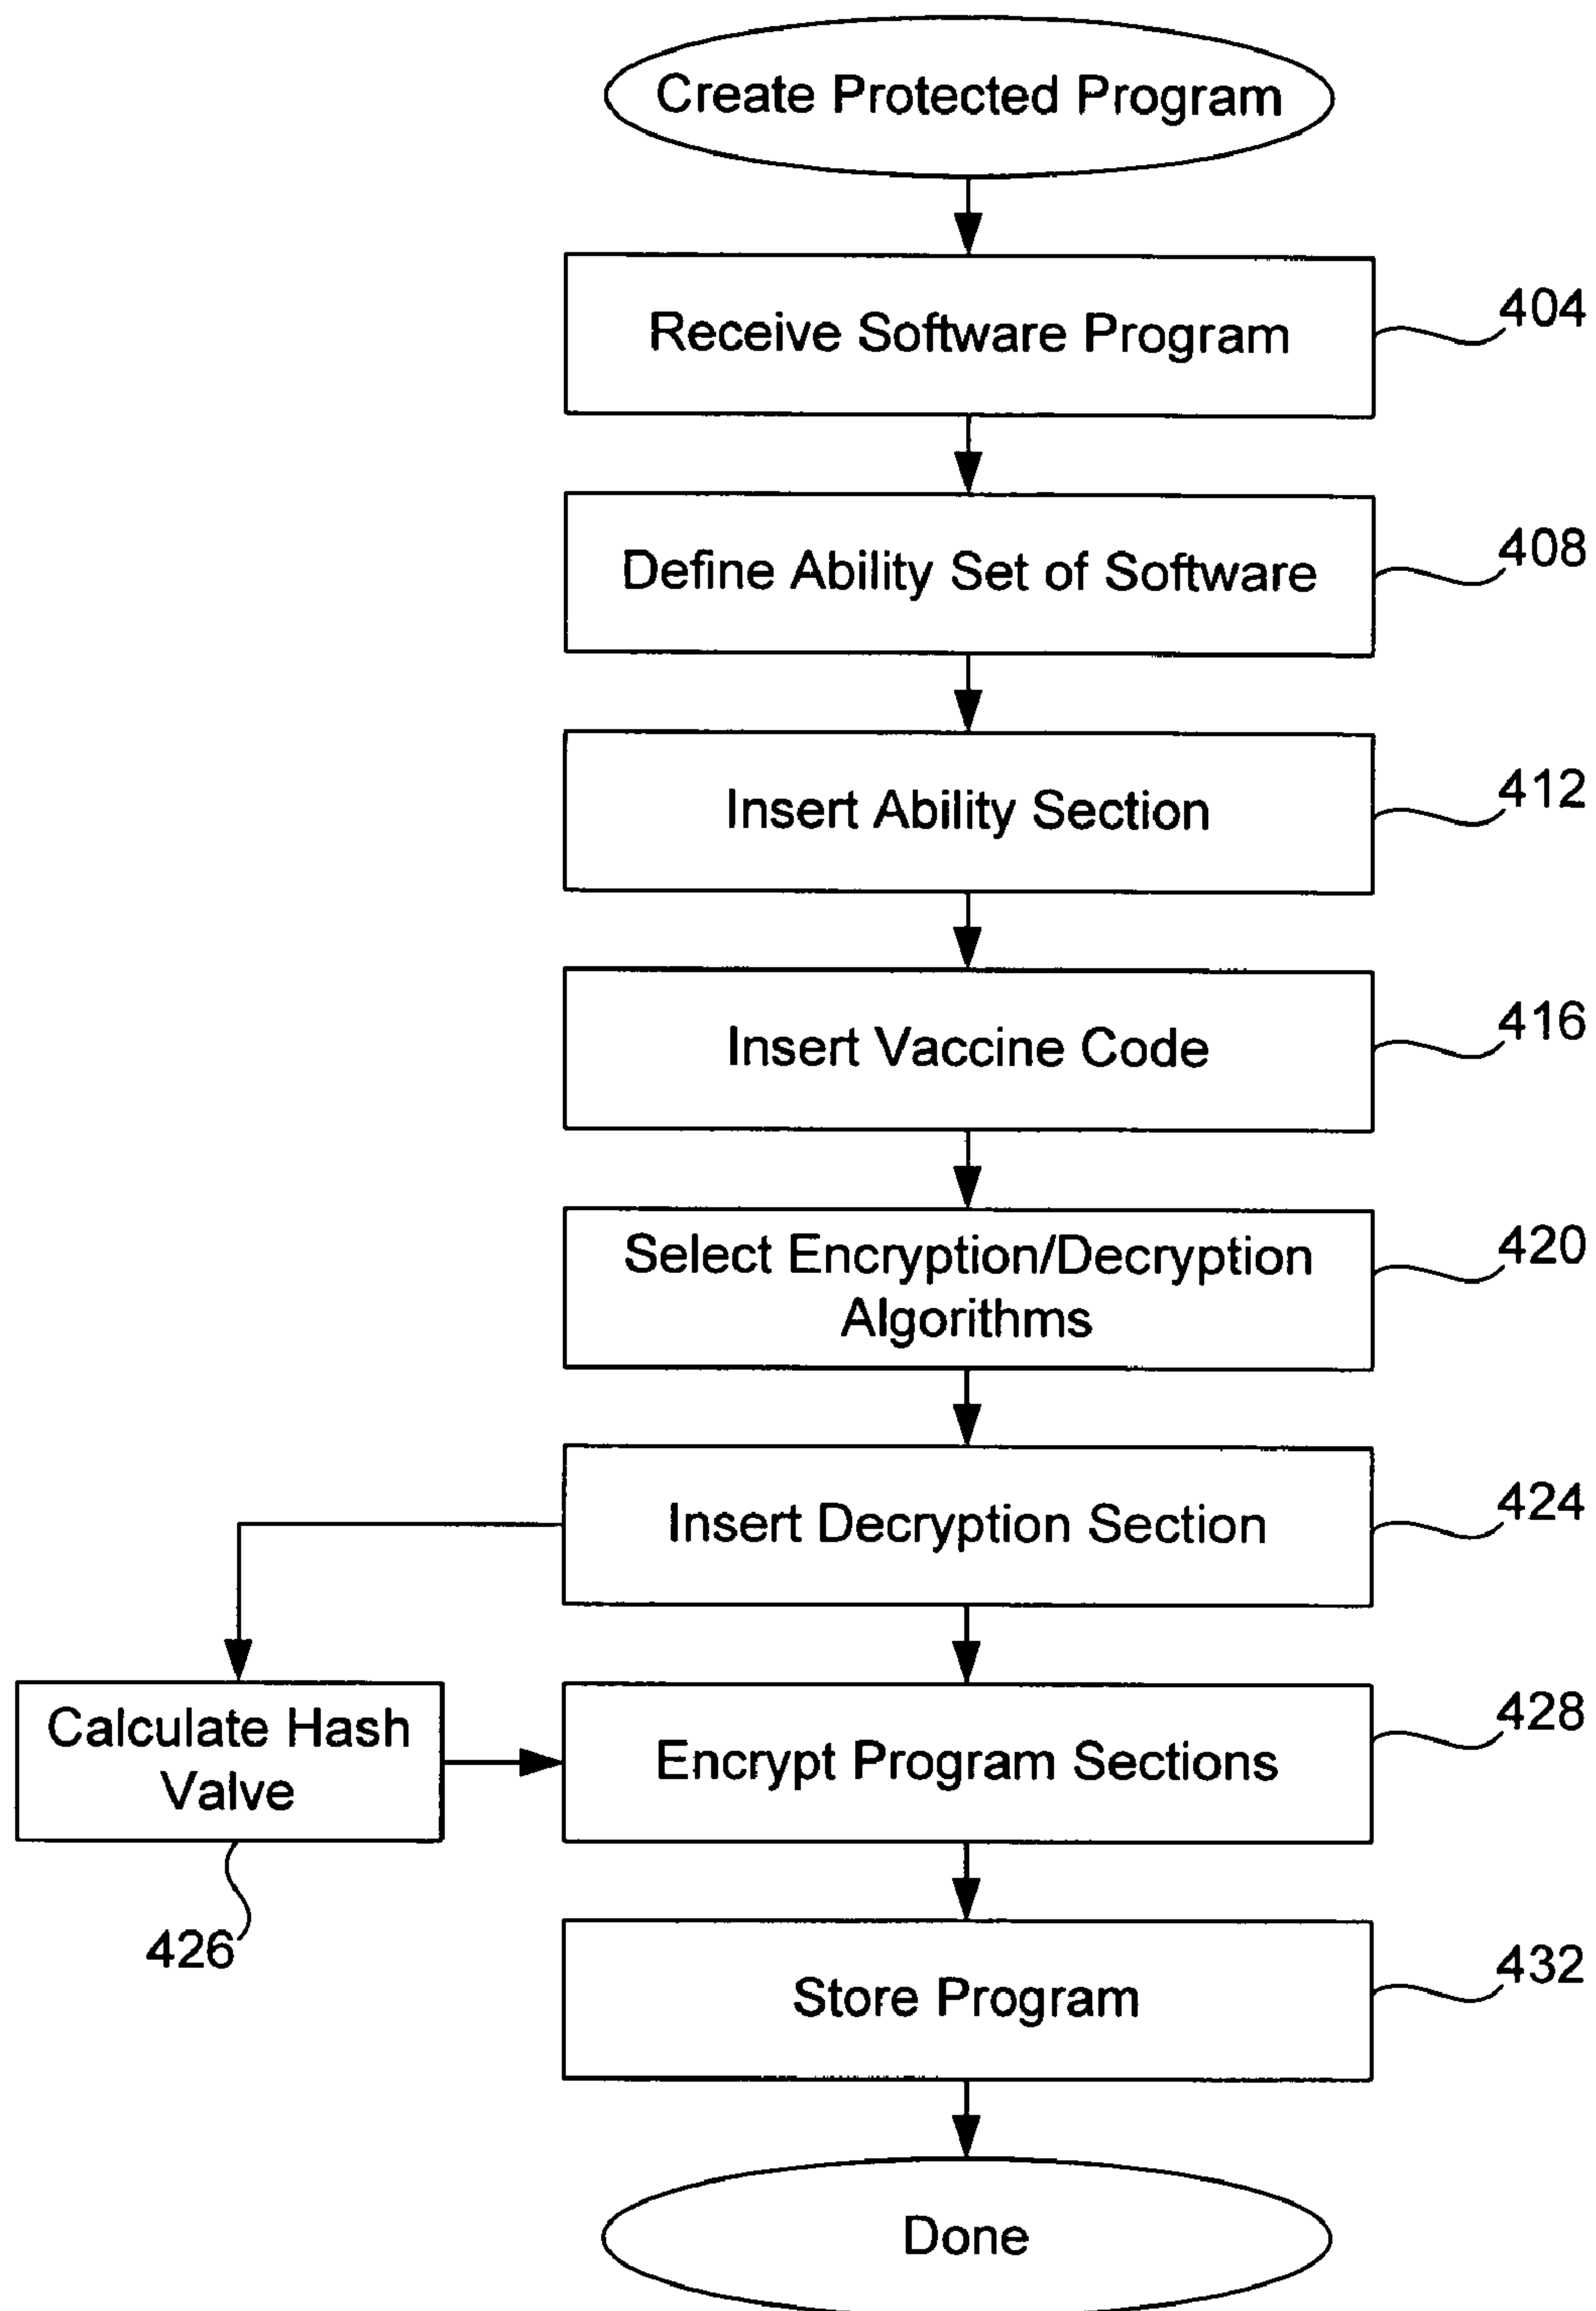 Create Protected Program
Receive Software Program
404
Define Ability Set of Software
408
Insert Ability Section
412
Insert Vaccine Code
416
Select Encryption/Decryption
Algorithms
420
Insert Decryption Section
424
Calculate Hash
Valve
426
Encrypt Program Sections
428
Store Program
432
Done